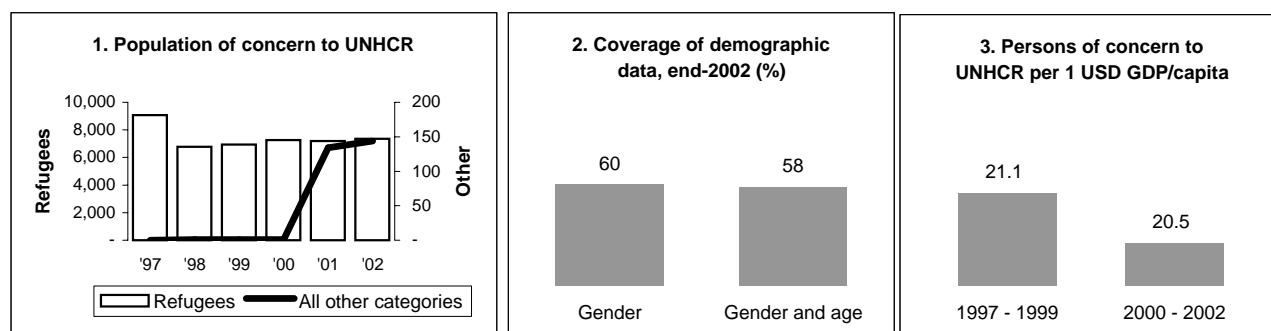 1. Population of concern to UNHCR
10,000
8,000
6,000
4,000
2,000
-
Refugees
200
150
100
50
-
Other
'97 '98 '99 '00 '01 '02
Refugees All other categories
2. Coverage of demographic
data, end-2002 (%)
60 58
Gender Gender and age
3. Persons of concern to
UNHCR per 1 USD GDP/capita
21.1
20.5
1997 - 1999 2000 - 2002